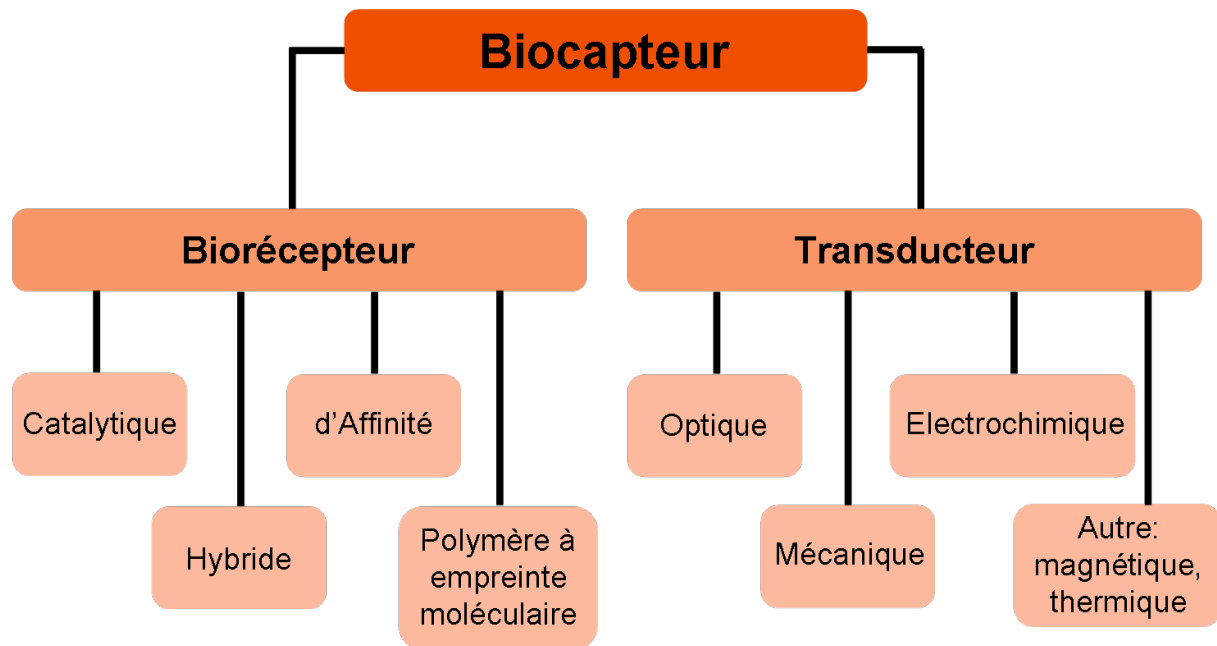 Biocapteur
Biorécepteur
Transducteur
Catalytique
d'Affinité
Optique
Electrochimique
Hybride
Polymère à
empreinte
moléculaire
Mécanique
Autre:
magnétique,
thermique